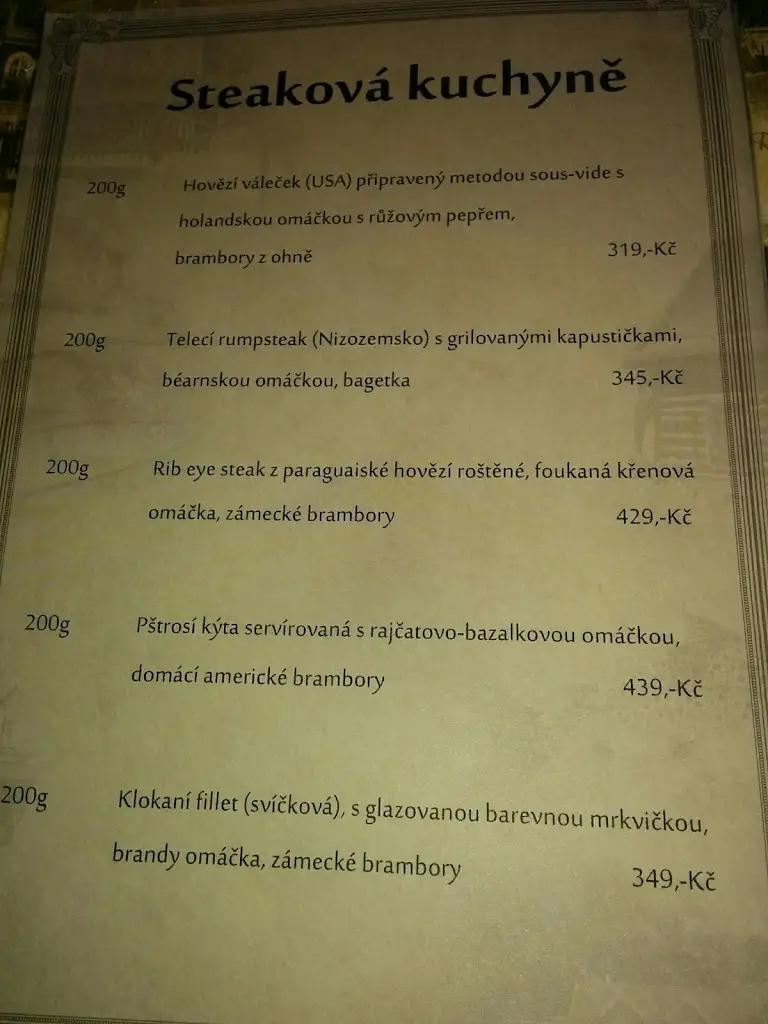 Steaková kuchyně
200g Hovězí váleček (USA) připravený metodou sous-vide s
holandskou omáčkou s růžovým pepřem,
brambory z ohně 319,-Kč
200g Telecí rumpsteak (Nizozemsko) s grilovanými kapustičkami,
béarnskou omáčkou, bagetka 345,-Kč
200g Rib eye steak z paraguaiské hovězí roštěné, foukaná křenová
omáčka, zámecké brambory 429,-Kč
200g Pštrosí kýta servírovaná s rajčatovo-bazalkovou omáčkou,
domácí americké brambory 439,-Kč
200g Klokaní fillet (svíčková), s glazovanou barevnou mrkvičkou,
brandy omáčka, zámecké brambory 349,-Kč